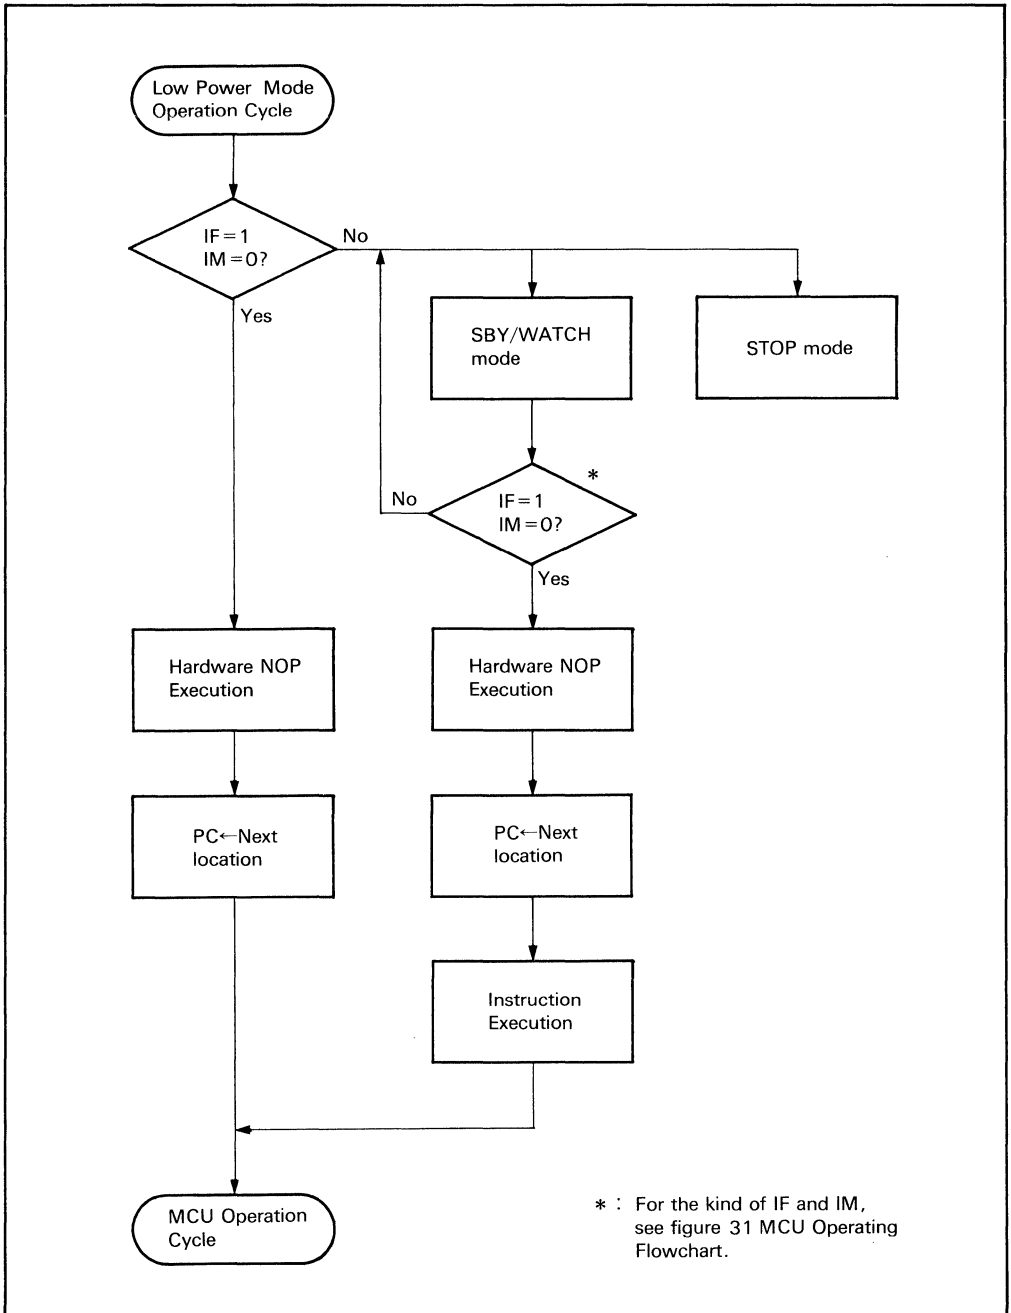 Low Power Mode
Operation Cycle
IF=1
IM=0?
No
Yes
SBY/WATCH
mode
STOP mode
*
No
IF=1
IM=0?
Yes
Hardware NOP
Execution
Hardware NOP
Execution
PC←Next
location
PC←Next
location
Instruction
Execution
MCU Operation
Cycle
* : For the kind of IF and IM,
see figure 31 MCU Operating
Flowchart.